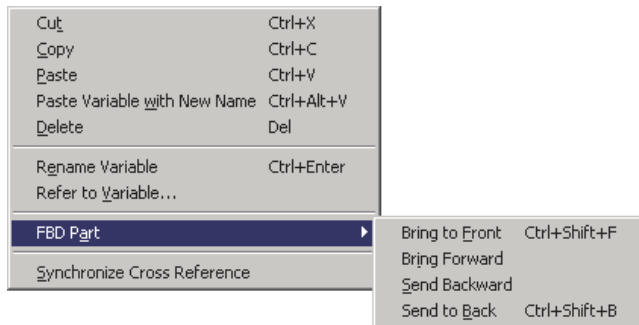 Cut Ctrl+X
Copy Ctrl+C
Paste Ctrl+V
Paste Variable with New Name Ctrl+Alt+V
Delete Del
Rename Variable Ctrl+Enter
Refer to Variable...
FBD Part
Synchronize Cross Reference
Bring to Front Ctrl+Shift+F
Bring Forward
Send Backward
Send to Back Ctrl+Shift+B